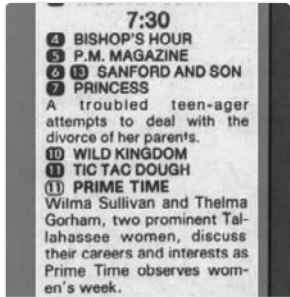 7:30
4 BISHOP'S HOUR
5 P.M. MAGAZINE
6 13 SANFORD AND SON
7 PRINCESS
A troubled teen-ager
attempts to deal with the
divorce of her parents.
10 WILD KINGDOM
11 TIC TAC DOUGH
11 PRIME TIME
Wilma Sullivan and Thelma
Gorham, two prominent Tal-
lahassee women, discuss
their careers and interests as
Prime Time observes wom-
en's week.